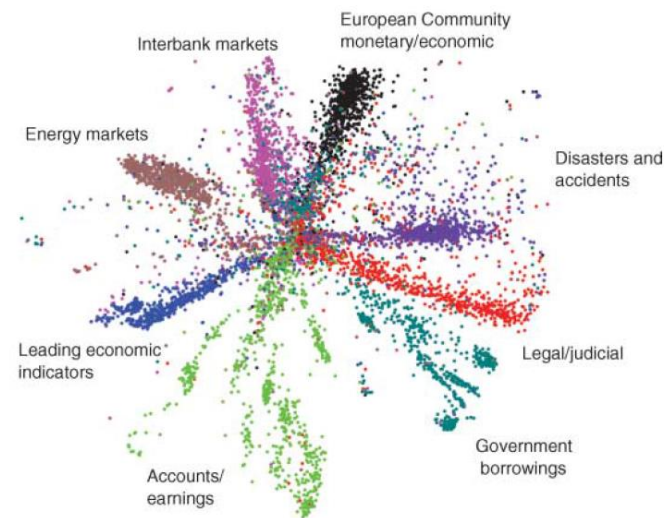 European Community
monetary/economic
Interbank markets
Energy markets
Disasters and
accidents
Leading economic
indicators
Legal/judicial
Accounts/
earnings
Government
borrowings